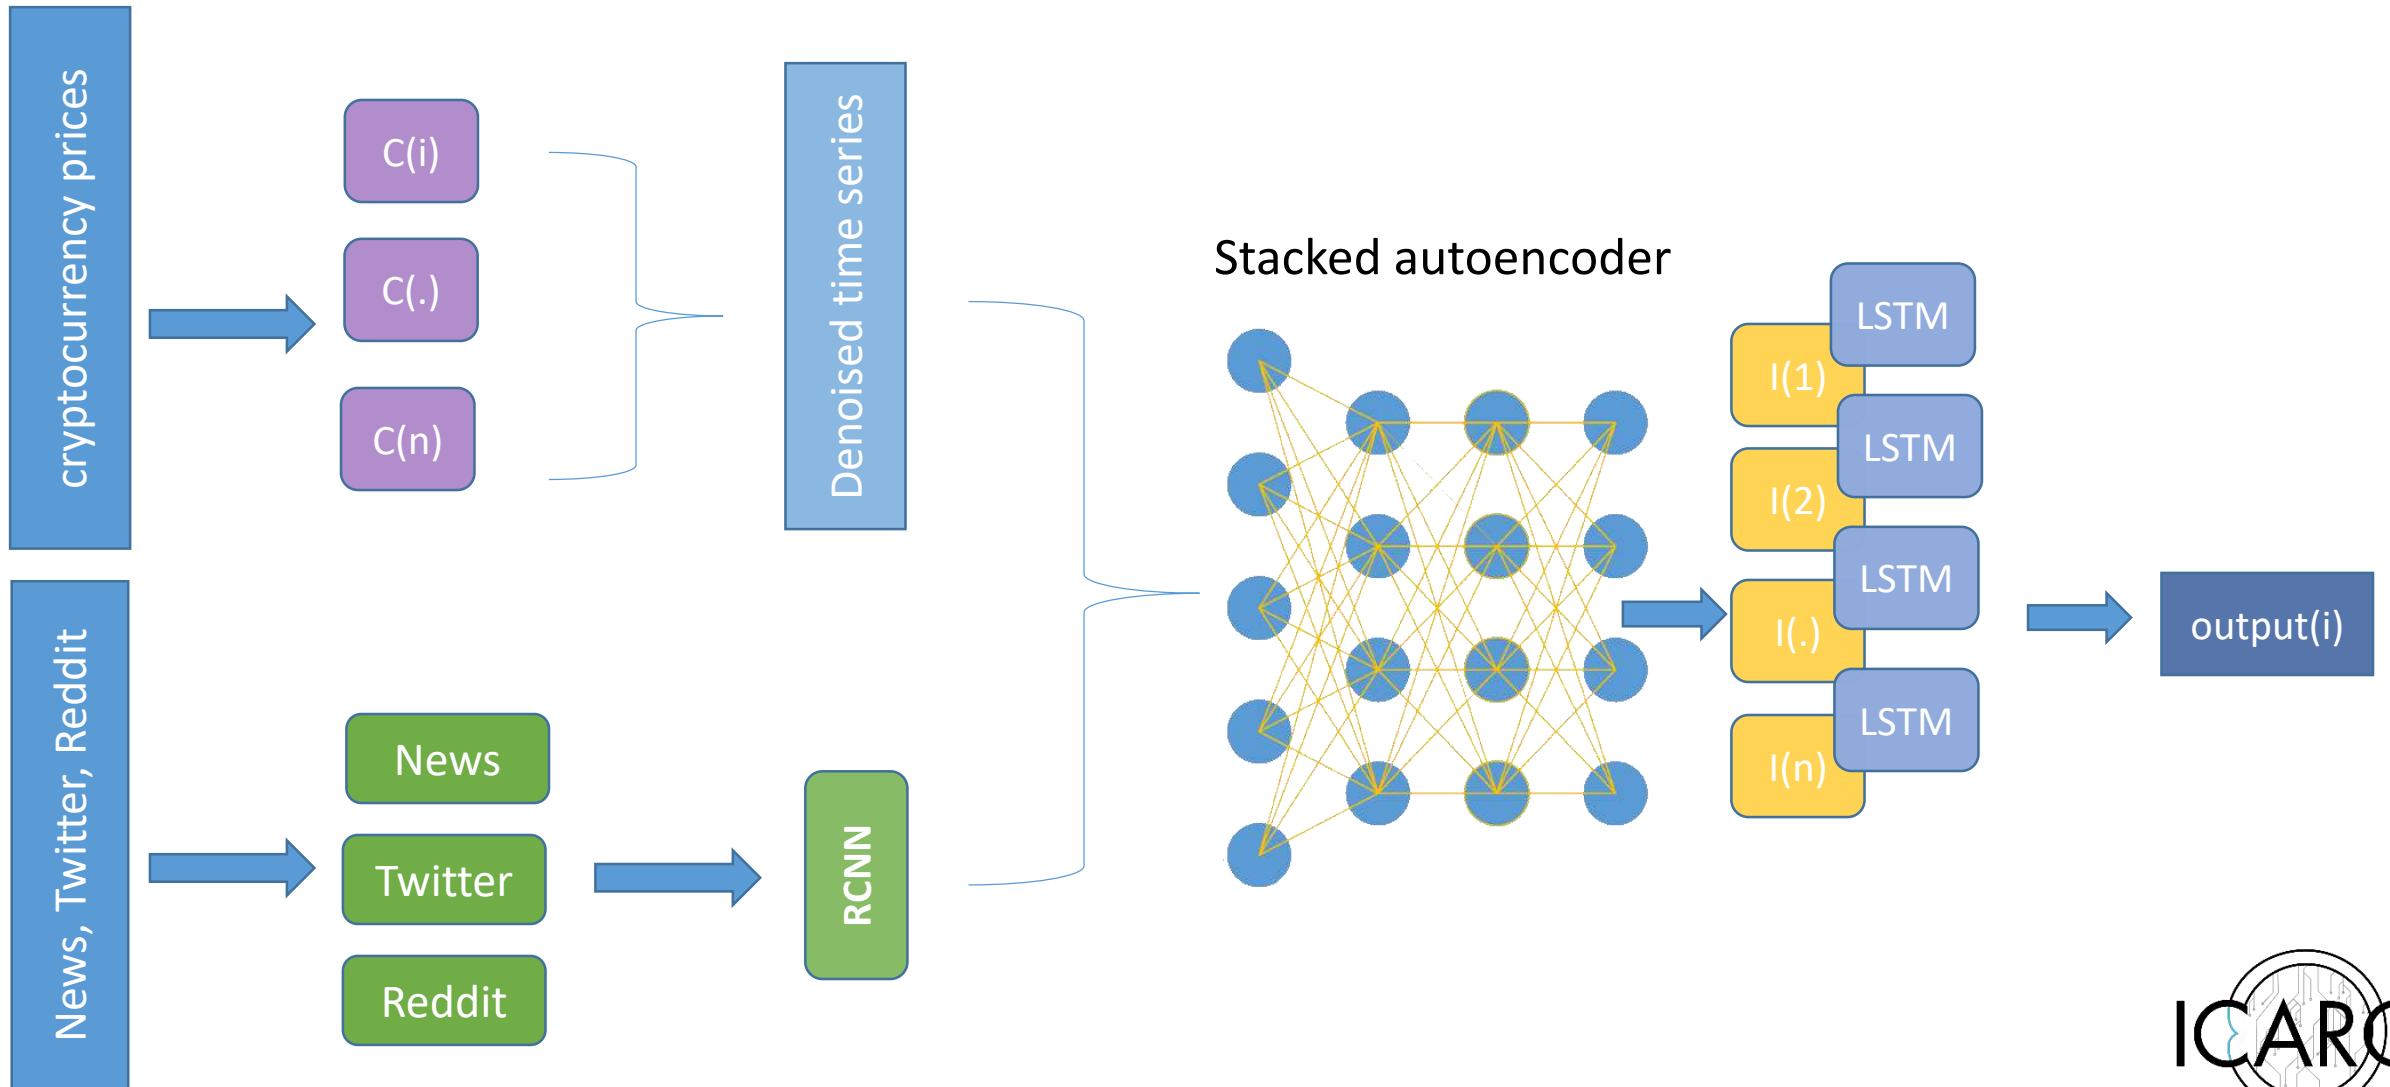 cryptocurrency prices
C(i)
C(.)
C(n)
Denoised time series
News, Twitter, Reddit
News
Twitter
Reddit
RCNN
Stacked autoencoder
LSTM
I(1)
LSTM
I(2)
LSTM
I(.)
LSTM
I(n)
output(i)